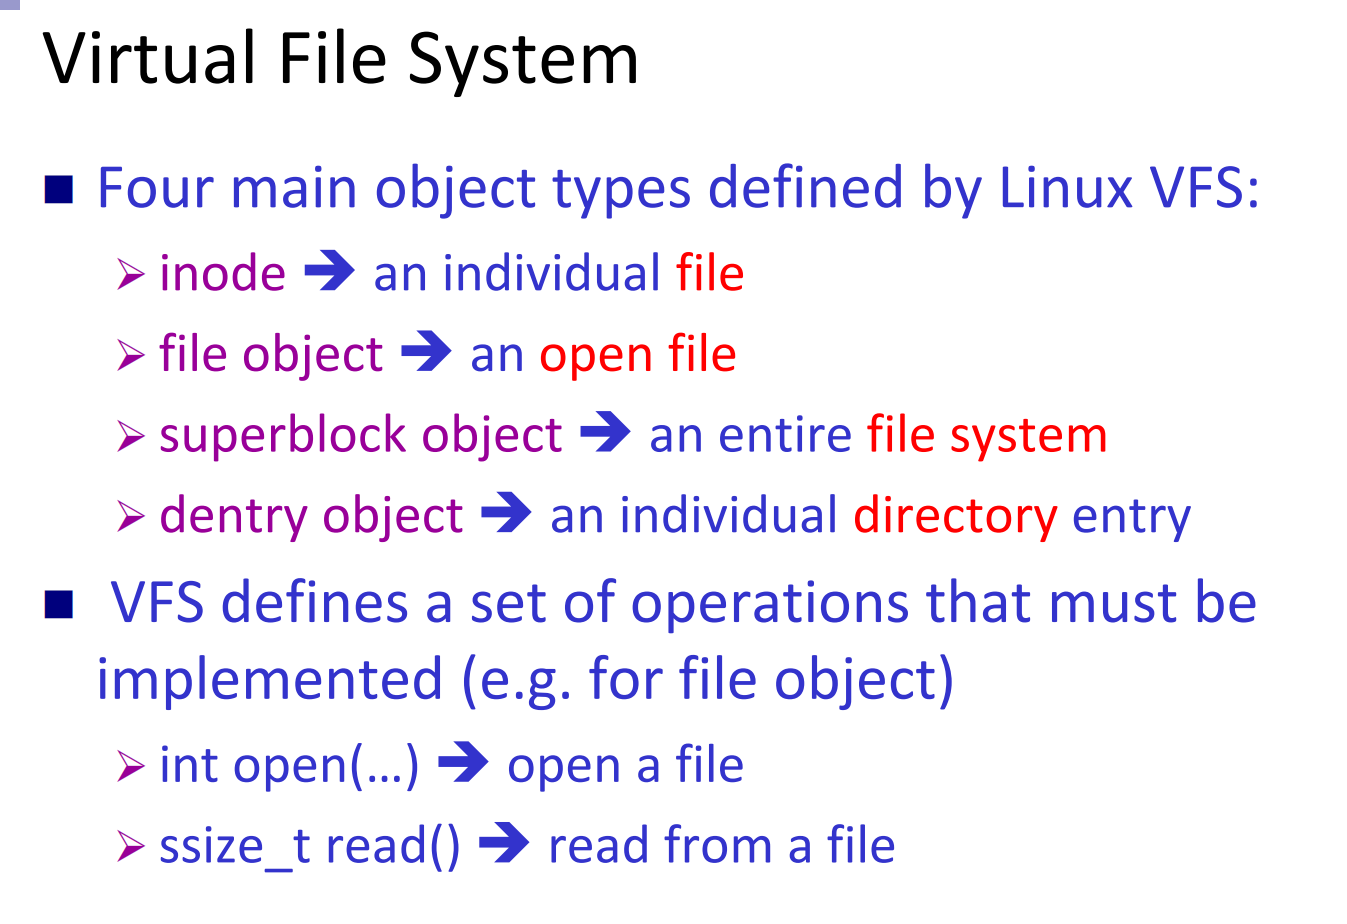 Virtual File System
■ Four main object types defined by Linux VFS:
➢ inode ➔ an individual file
➢ file object ➔ an open file
➢ superblock object ➔ an entire file system
➢ dentry object ➔ an individual directory entry
■ VFS defines a set of operations that must be
implemented (e.g. for file object)
➢ int open(…) ➔ open a file
➢ ssize_t read() ➔ read from a file